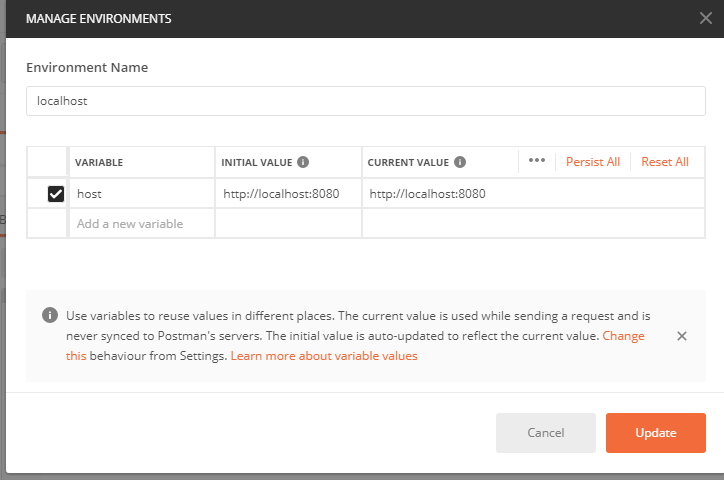 MANAGE ENVIRONMENTS
Environment Name
localhost
VARIABLE INITIAL VALUE CURRENT VALUE ••• Persist All Reset All
host http://localhost:8080 http://localhost:8080
Add a new variable
Use variables to reuse values in different places. The current value is used while sending a request and is
never synced to Postman's servers. The initial value is auto-updated to reflect the current value. Change
this behaviour from Settings. Learn more about variable values
Cancel Update